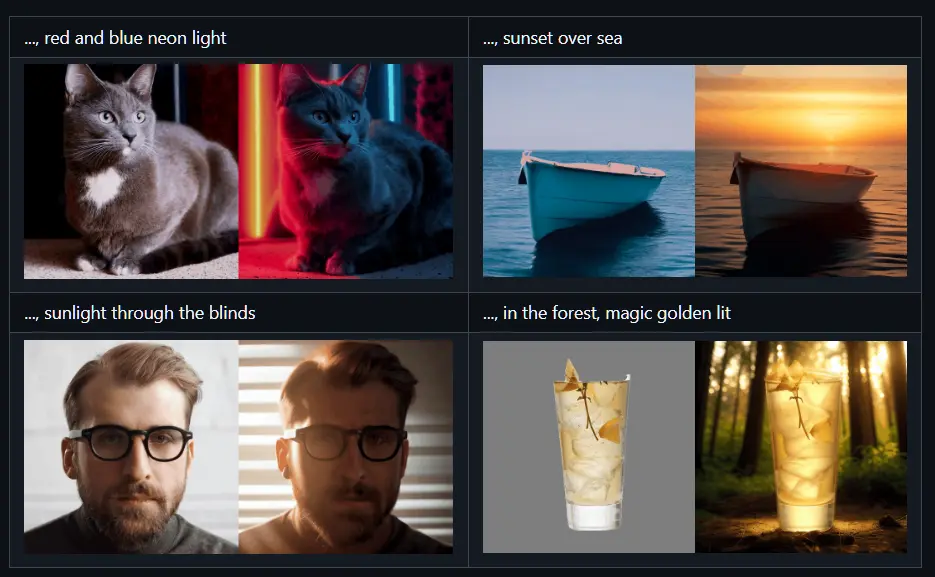 ..., red and blue neon light
..., sunset over sea
..., sunlight through the blinds
..., in the forest, magic golden lit